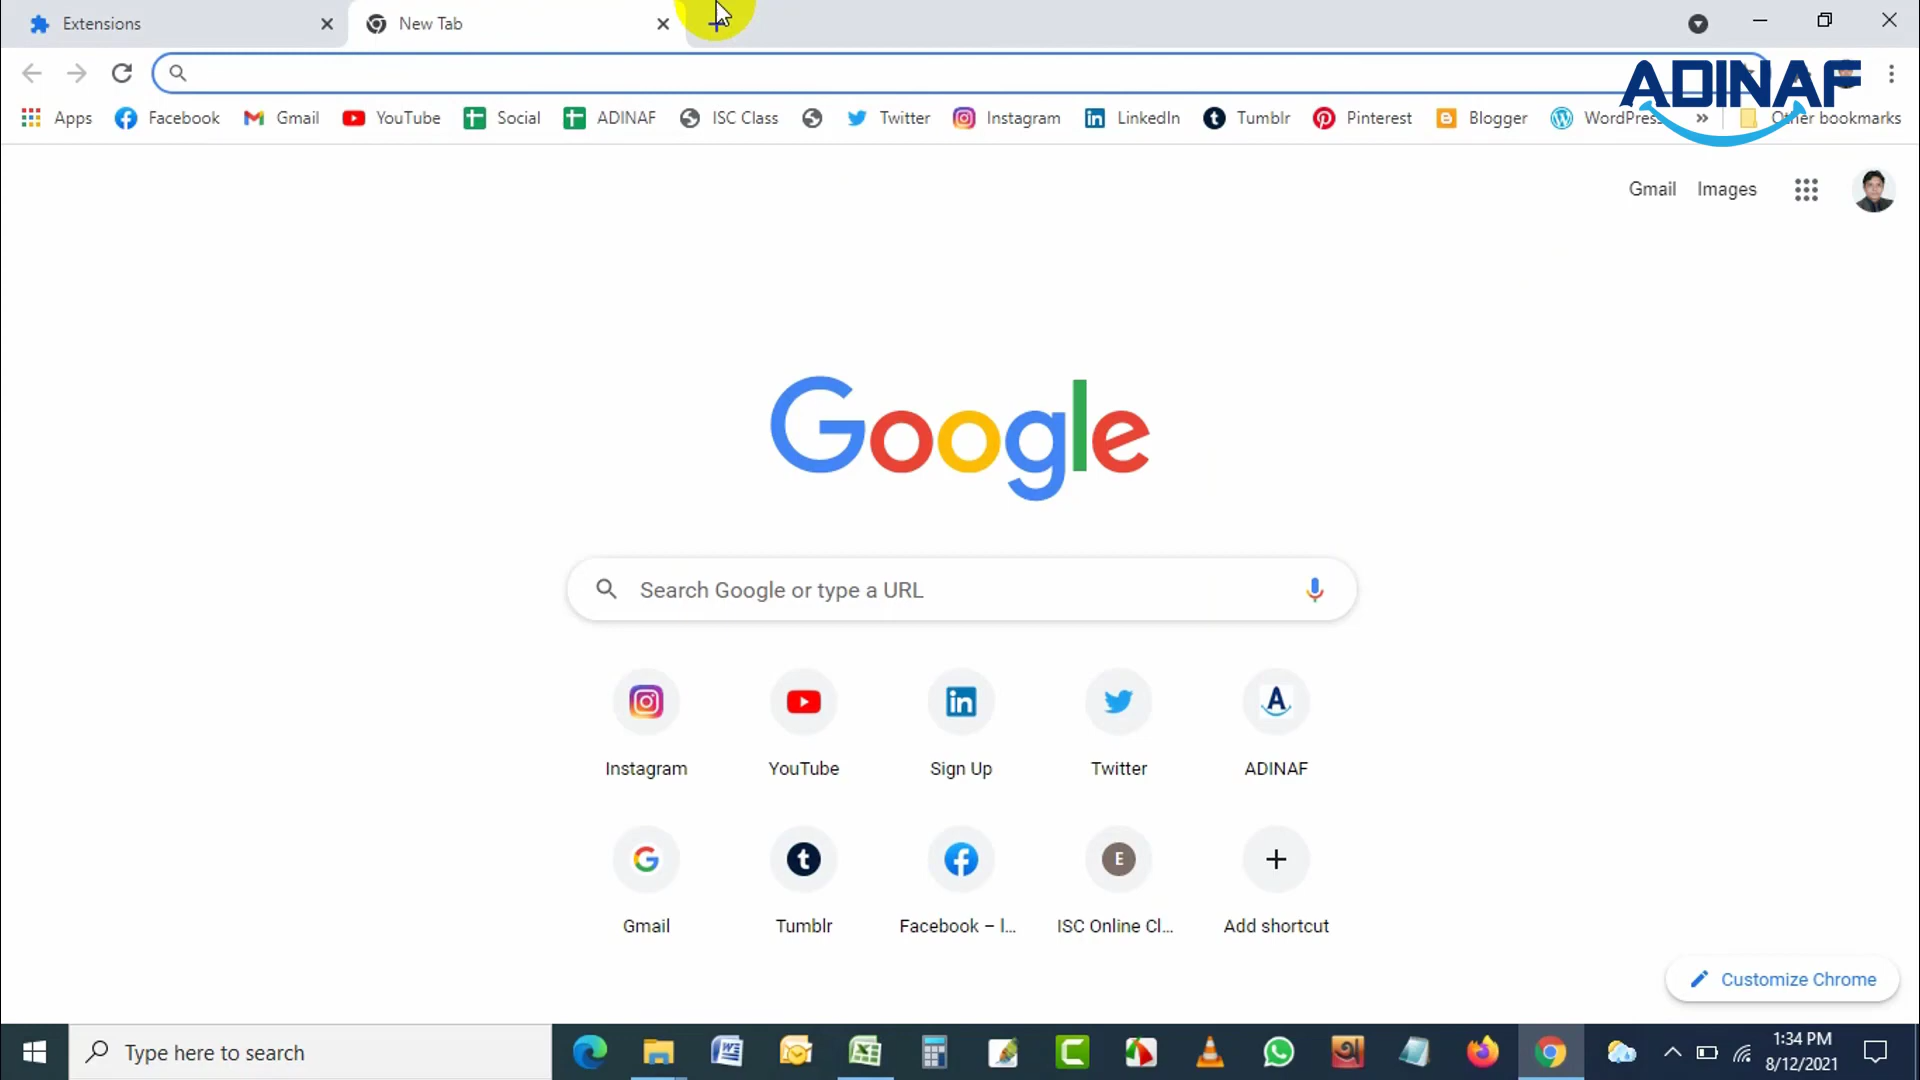 Extensions
New Tab
ADINAF
Apps
Facebook
Gmail
YouTube
Social
ADINAF
ISC Class
Twitter
Instagram
LinkedIn
Tumblr
Pinterest
Blogger
WordPress
Other bookmarks
Gmail
Images
Google
Search Google or type a URL
Instagram
YouTube
Sign Up
Twitter
ADINAF
Gmail
Tumblr
Facebook – l...
ISC Online Cl...
Add shortcut
Customize Chrome
Type here to search
1:34 PM
8/12/2021